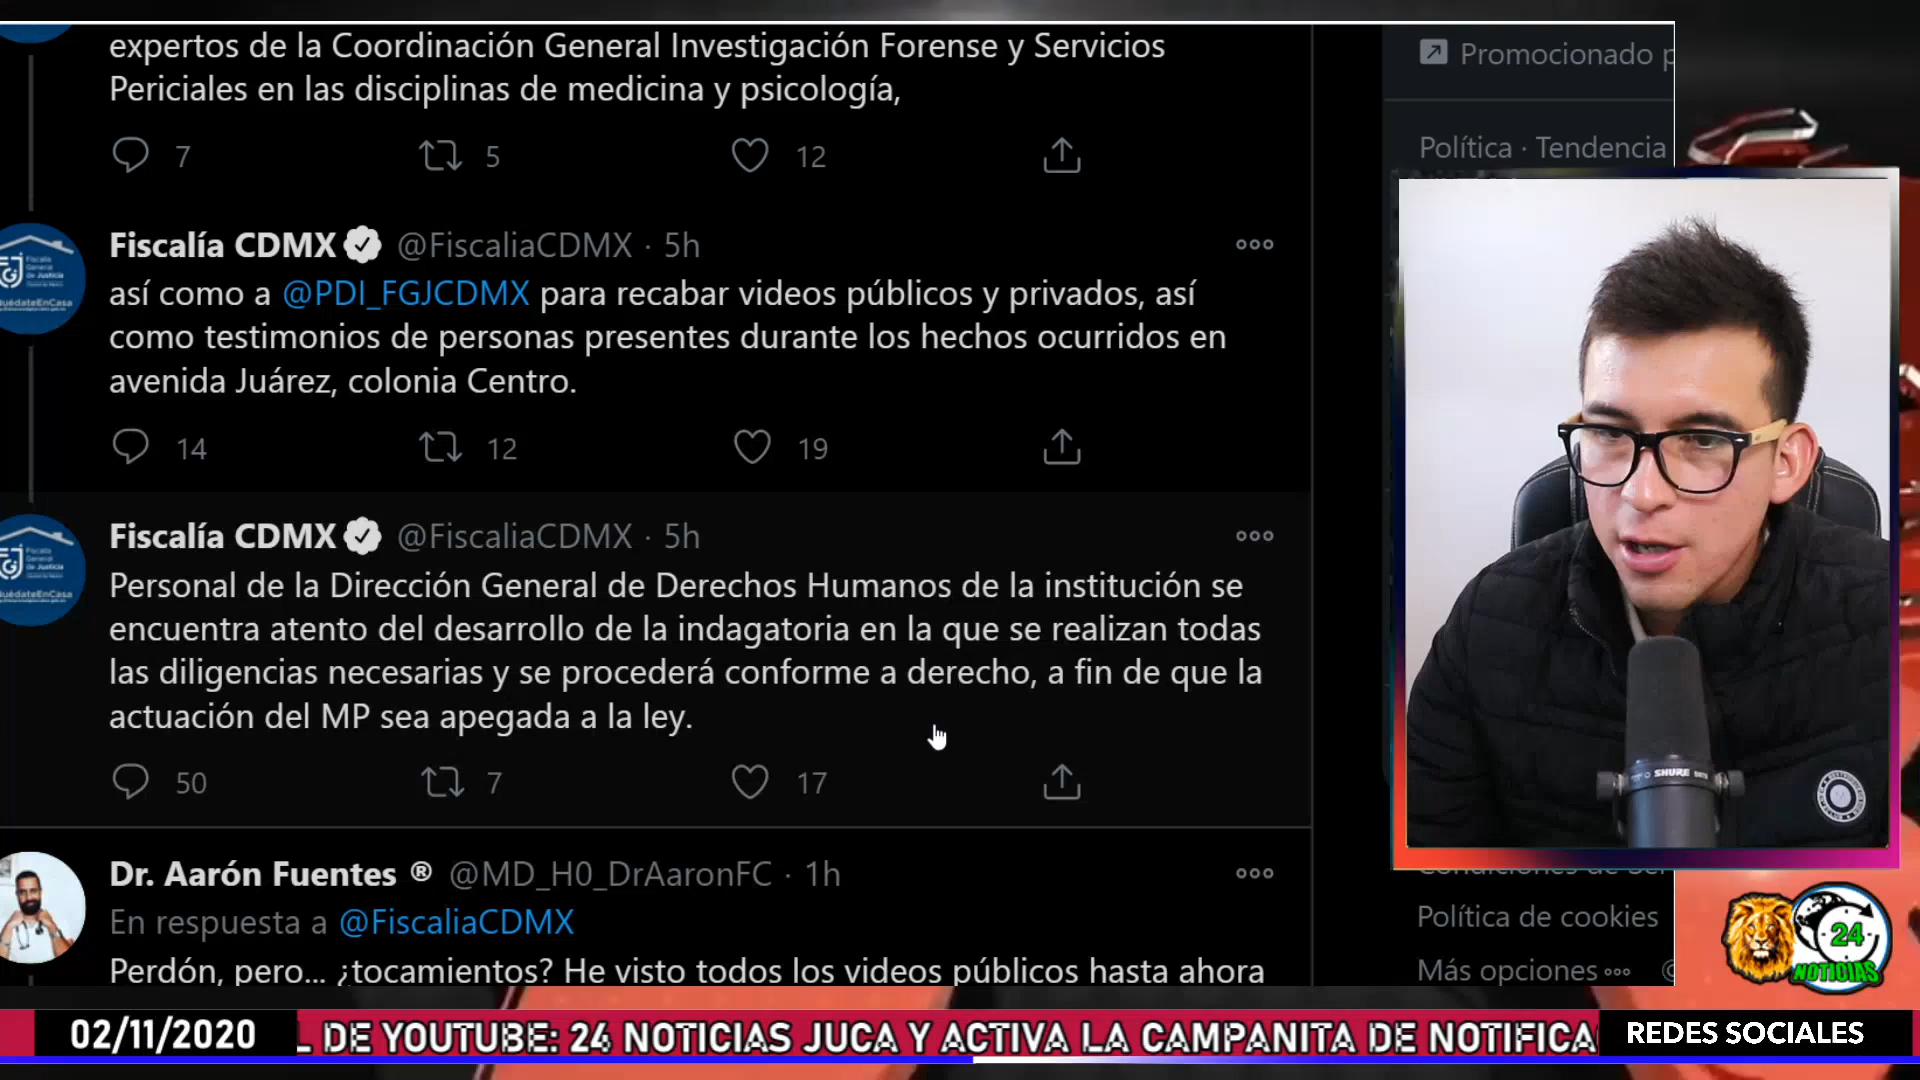 expertos de la Coordinación General Investigación Forense y Servicios
Periciales en las disciplinas de medicina y psicología,
7 5 12
Fiscalía CDMX @FiscaliaCDMX · 5h
así como a @PDI_FGJCDMX para recabar videos públicos y privados, así
como testimonios de personas presentes durante los hechos ocurridos en
avenida Juárez, colonia Centro.
14 12 19
Fiscalía CDMX @FiscaliaCDMX · 5h
Personal de la Dirección General de Derechos Humanos de la institución se
encuentra atento del desarrollo de la indagatoria en la que se realizan todas
las diligencias necesarias y se procederá conforme a derecho, a fin de que la
actuación del MP sea apegada a la ley.
50 7 17
Dr. Aarón Fuentes ® @MD_H0_DrAaronFC · 1h
En respuesta a @FiscaliaCDMX
Perdón, pero... ¿tocamientos? He visto todos los videos públicos hasta ahora
Promocionado p
Política · Tendencia
SHURE
Política de cookies
Más opciones
24
NOTICIAS
02/11/2020
L DE YOUTUBE: 24 NOTICIAS JUCA Y ACTIVA LA CAMPANITA DE NOTIFICA
REDES SOCIALES